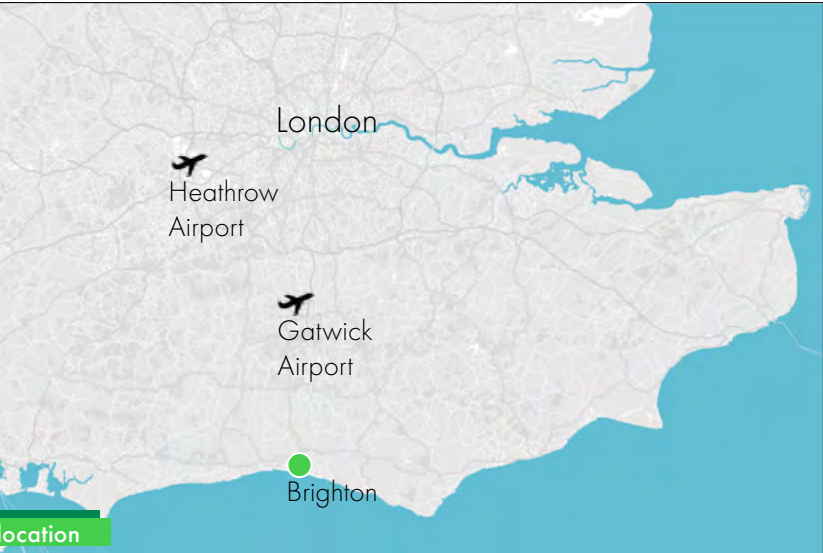 London
Heathrow
Airport
Gatwick
Airport
Brighton
location